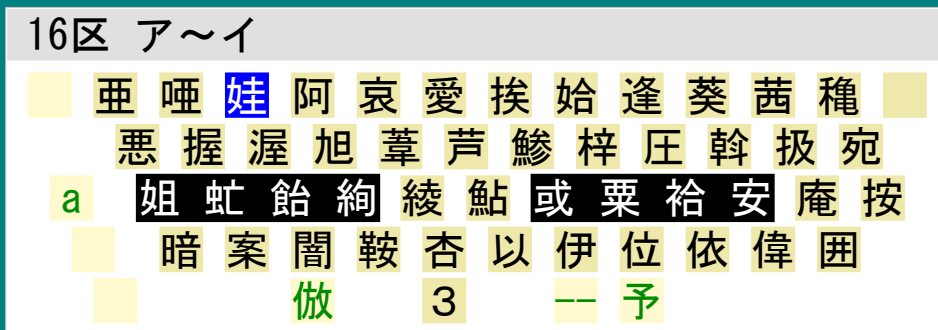 16区 ア～イ
亜 唖 娃 阿 哀 愛 挨 姶 逢 葵 茜 穐
悪 握 渥 旭 葦 芦 鯵 梓 圧 斡 扱 宛
a 姐 虻 飴 絢 綾 鮎 或 粟 袷 安 庵 按
暗 案 闇 鞍 杏 以 伊 位 依 偉 囲
倣 ３ -- 予